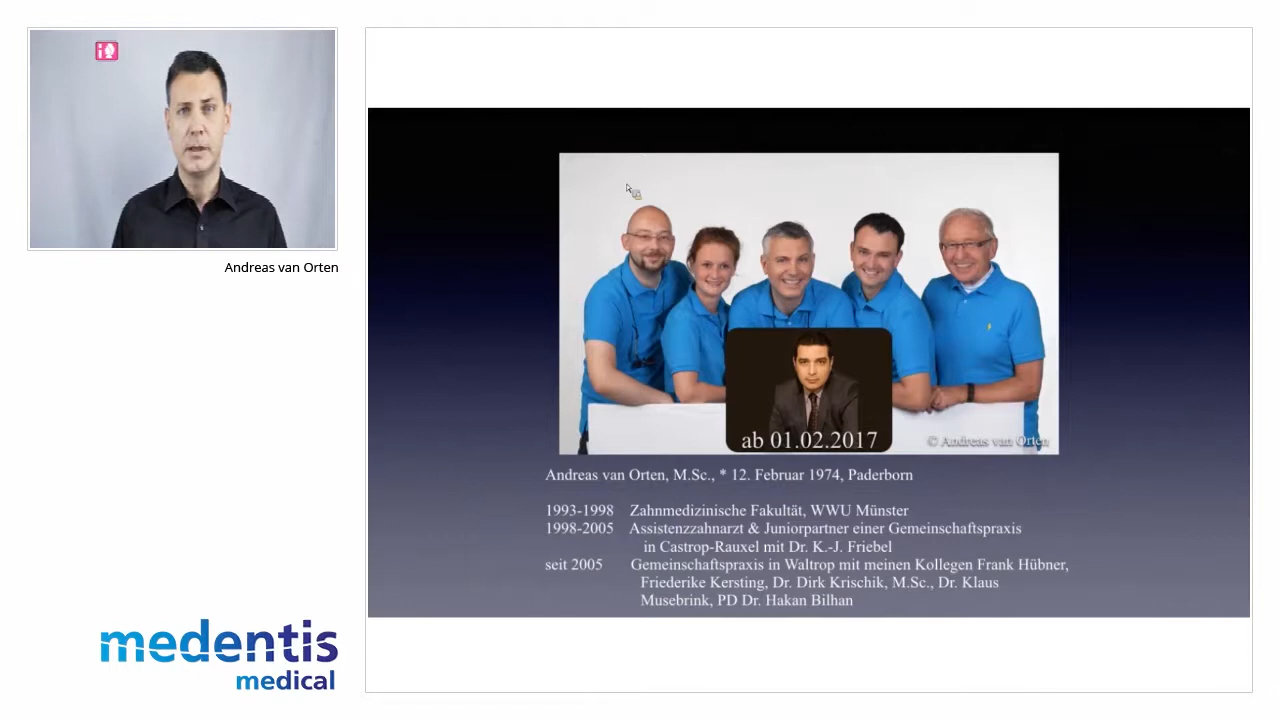 Andreas van Orten
ab 01.02.2017
© Andreas van Orten
Andreas van Orten, M.Sc., * 12. Februar 1974, Paderborn
1993-1998 Zahnmedizinische Fakultät, WWU Münster
1998-2005 Assistenzzahnarzt & Juniorpartner einer Gemeinschaftspraxis
in Castrop-Rauxel mit Dr. K.-J. Friebel
seit 2005 Gemeinschaftspraxis in Waltrop mit meinen Kollegen Frank Hübner,
Friederike Kersting, Dr. Dirk Krischik, M.Sc., Dr. Klaus
Musebrink, PD Dr. Hakan Bilhan
medentis
medical